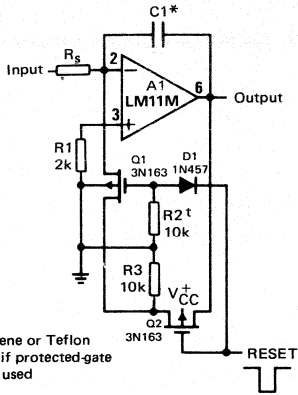 C1*
Rs
Input
2
A1
6
LM11M
Output
3
R1
2k
Q1
3N163
D1
1N457
R2t
10k
R3
10k
V+CC
Q2
3N163
RESET
ene or Teflon
if protected-gate
used